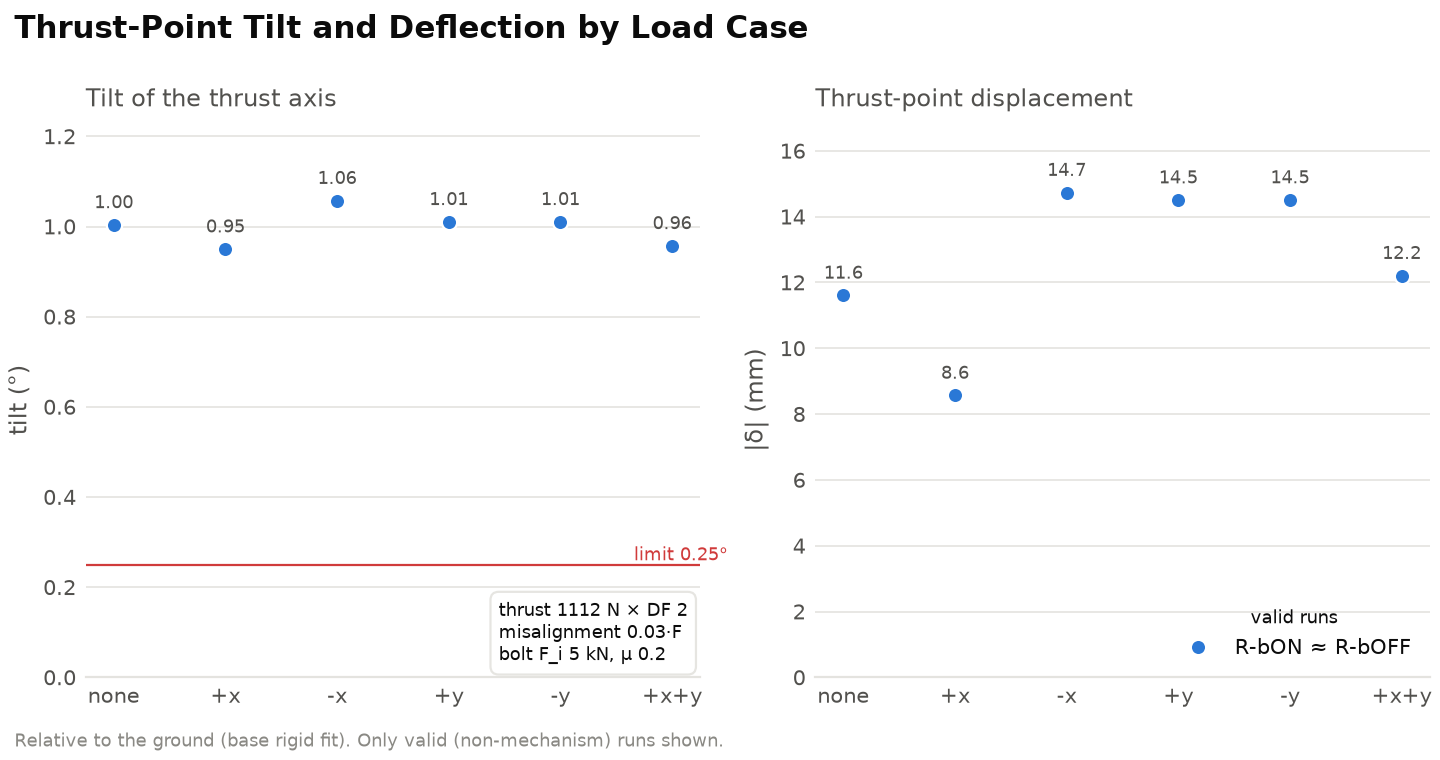 Thrust-Point Tilt and Deflection by Load Case
Tilt of the thrust axis
tilt (°)
1.2
1.0
0.8
0.6
0.4
0.2
0.0
1.00
0.95
1.06
1.01
1.01
0.96
limit 0.25°
thrust 1112 N × DF 2
misalignment 0.03·F
bolt F_i 5 kN, μ 0.2
none
+x
-x
+y
-y
+x+y
Thrust-point displacement
|δ| (mm)
16
14
12
10
8
6
4
2
0
11.6
8.6
14.7
14.5
14.5
12.2
valid runs
R-bON ≈ R-bOFF
none
+x
-x
+y
-y
+x+y
Relative to the ground (base rigid fit). Only valid (non-mechanism) runs shown.